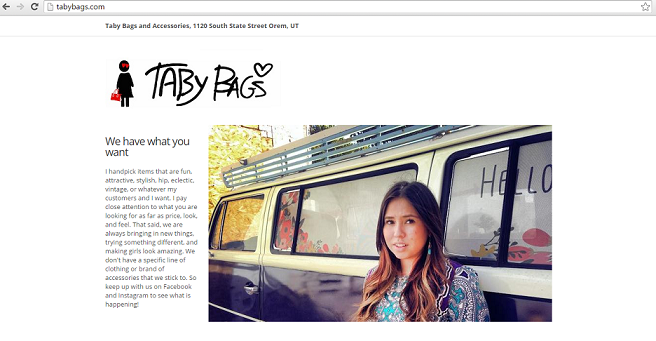 tabybags.com
Taby Bags and Accessories, 1120 South State Street Orem, UT
TABY BAGS
We have what you
want
I handpick items that are fun,
attractive, stylish, hip, eclectic,
vintage, or whatever my
customers and I want. I pay
close attention to what you are
looking for as far as price, look,
and feel. That said, we are
always bringing in new things,
trying something different, and
making girls look amazing. We
don't have a specific line of
clothing or brand of
accessories that we stick to. So
keep up with us on Facebook
and Instagram to see what is
happening!
HELLO